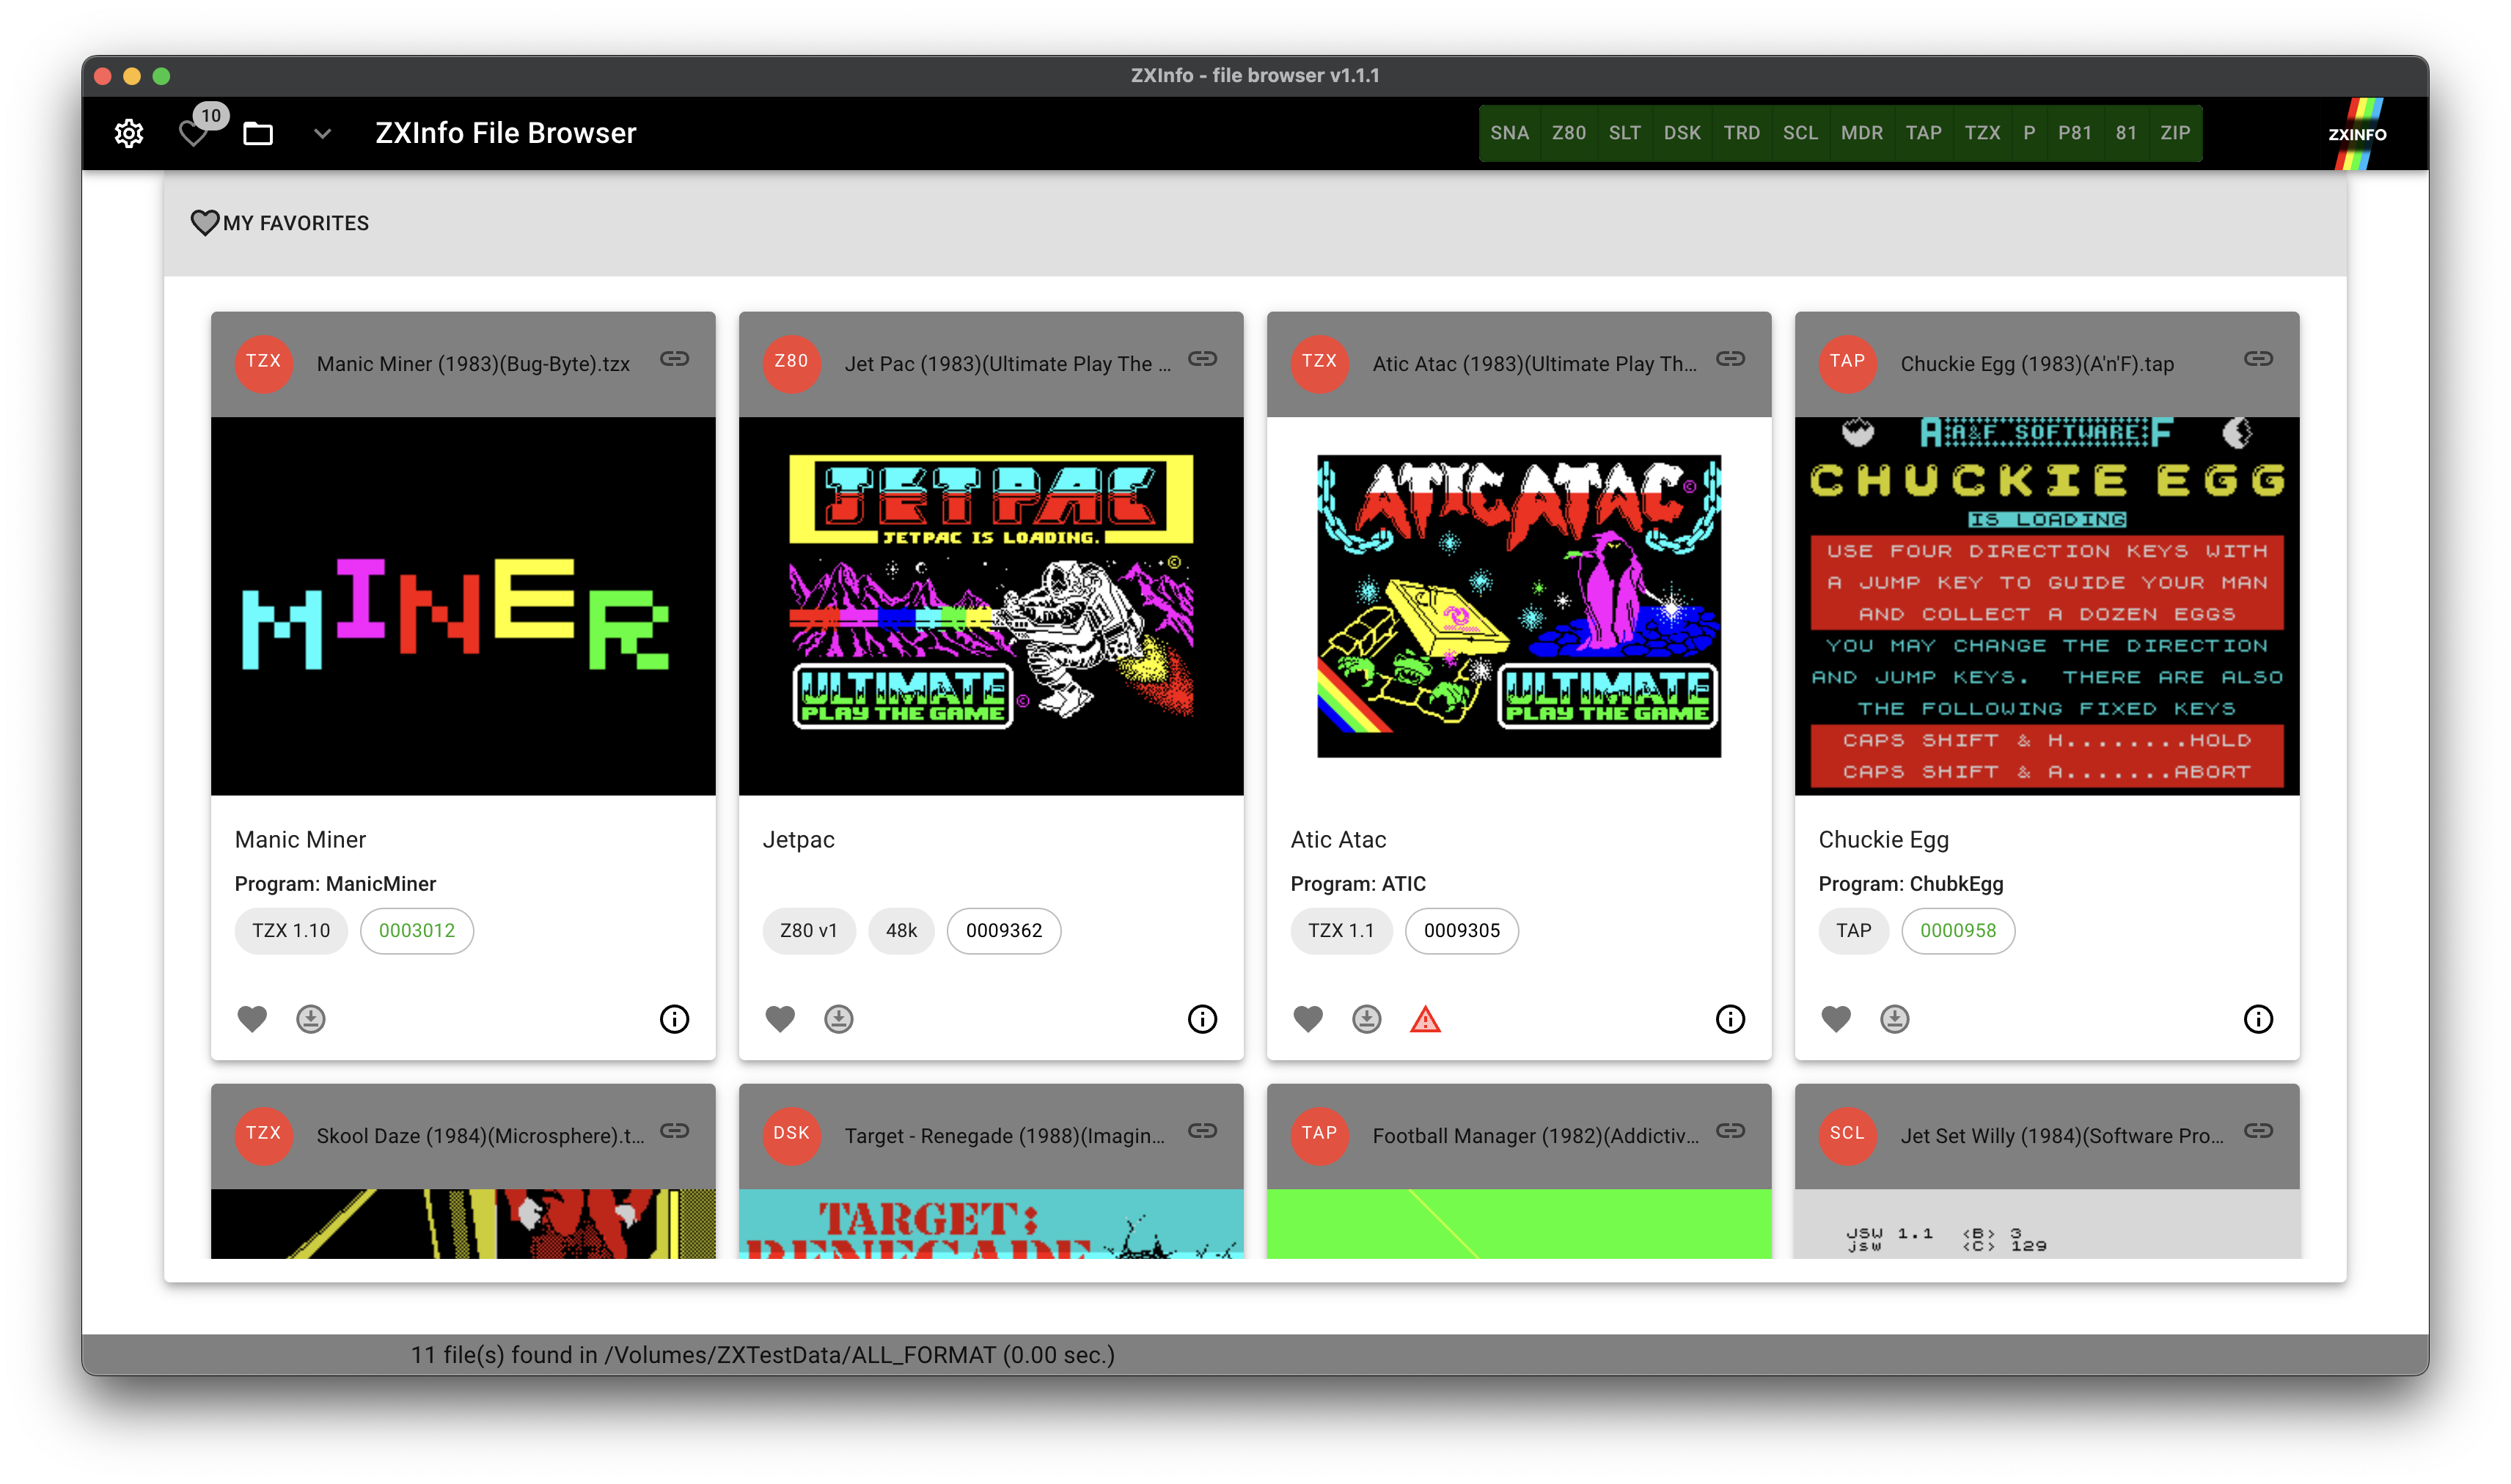 ZXInfo - file browser v1.1.1
10
ZXInfo File Browser
SNA Z80 SLT DSK TRD SCL MDR TAP TZX P P81 81 ZIP
ZXINFO
MY FAVORITES
TZX
Manic Miner (1983)(Bug-Byte).tzx
MINER
Manic Miner
Program: ManicMiner
TZX 1.10
0003012
Z80
Jet Pac (1983)(Ultimate Play The ...
JETPAC
JETPAC IS LOADING.
©
ULTIMATE ©
PLAY THE GAME
Jetpac
Z80 v1
48k
0009362
TZX
Atic Atac (1983)(Ultimate Play Th...
ATIC ATAC ©
ULTIMATE
PLAY THE GAME
Atic Atac
Program: ATIC
TZX 1.1
0009305
TAP
Chuckie Egg (1983)(A'n'F).tap
A A&F SOFTWARE F
CHUCKIE EGG
IS LOADING
USE FOUR DIRECTION KEYS WITH
A JUMP KEY TO GUIDE YOUR MAN
AND COLLECT A DOZEN EGGS
YOU MAY CHANGE THE DIRECTION
AND JUMP KEYS. THERE ARE ALSO
THE FOLLOWING FIXED KEYS
CAPS SHIFT & H........HOLD
CAPS SHIFT & A.......ABORT
Chuckie Egg
Program: ChubkEgg
TAP
0000958
TZX
Skool Daze (1984)(Microsphere).t...
DSK
Target - Renegade (1988)(Imagin...
TARGET:
RENEGADE
TAP
Football Manager (1982)(Addictiv...
SCL
Jet Set Willy (1984)(Software Pro...
JSW 1.1 <B> 3
jsw <C> 129
11 file(s) found in /Volumes/ZXTestData/ALL_FORMAT (0.00 sec.)